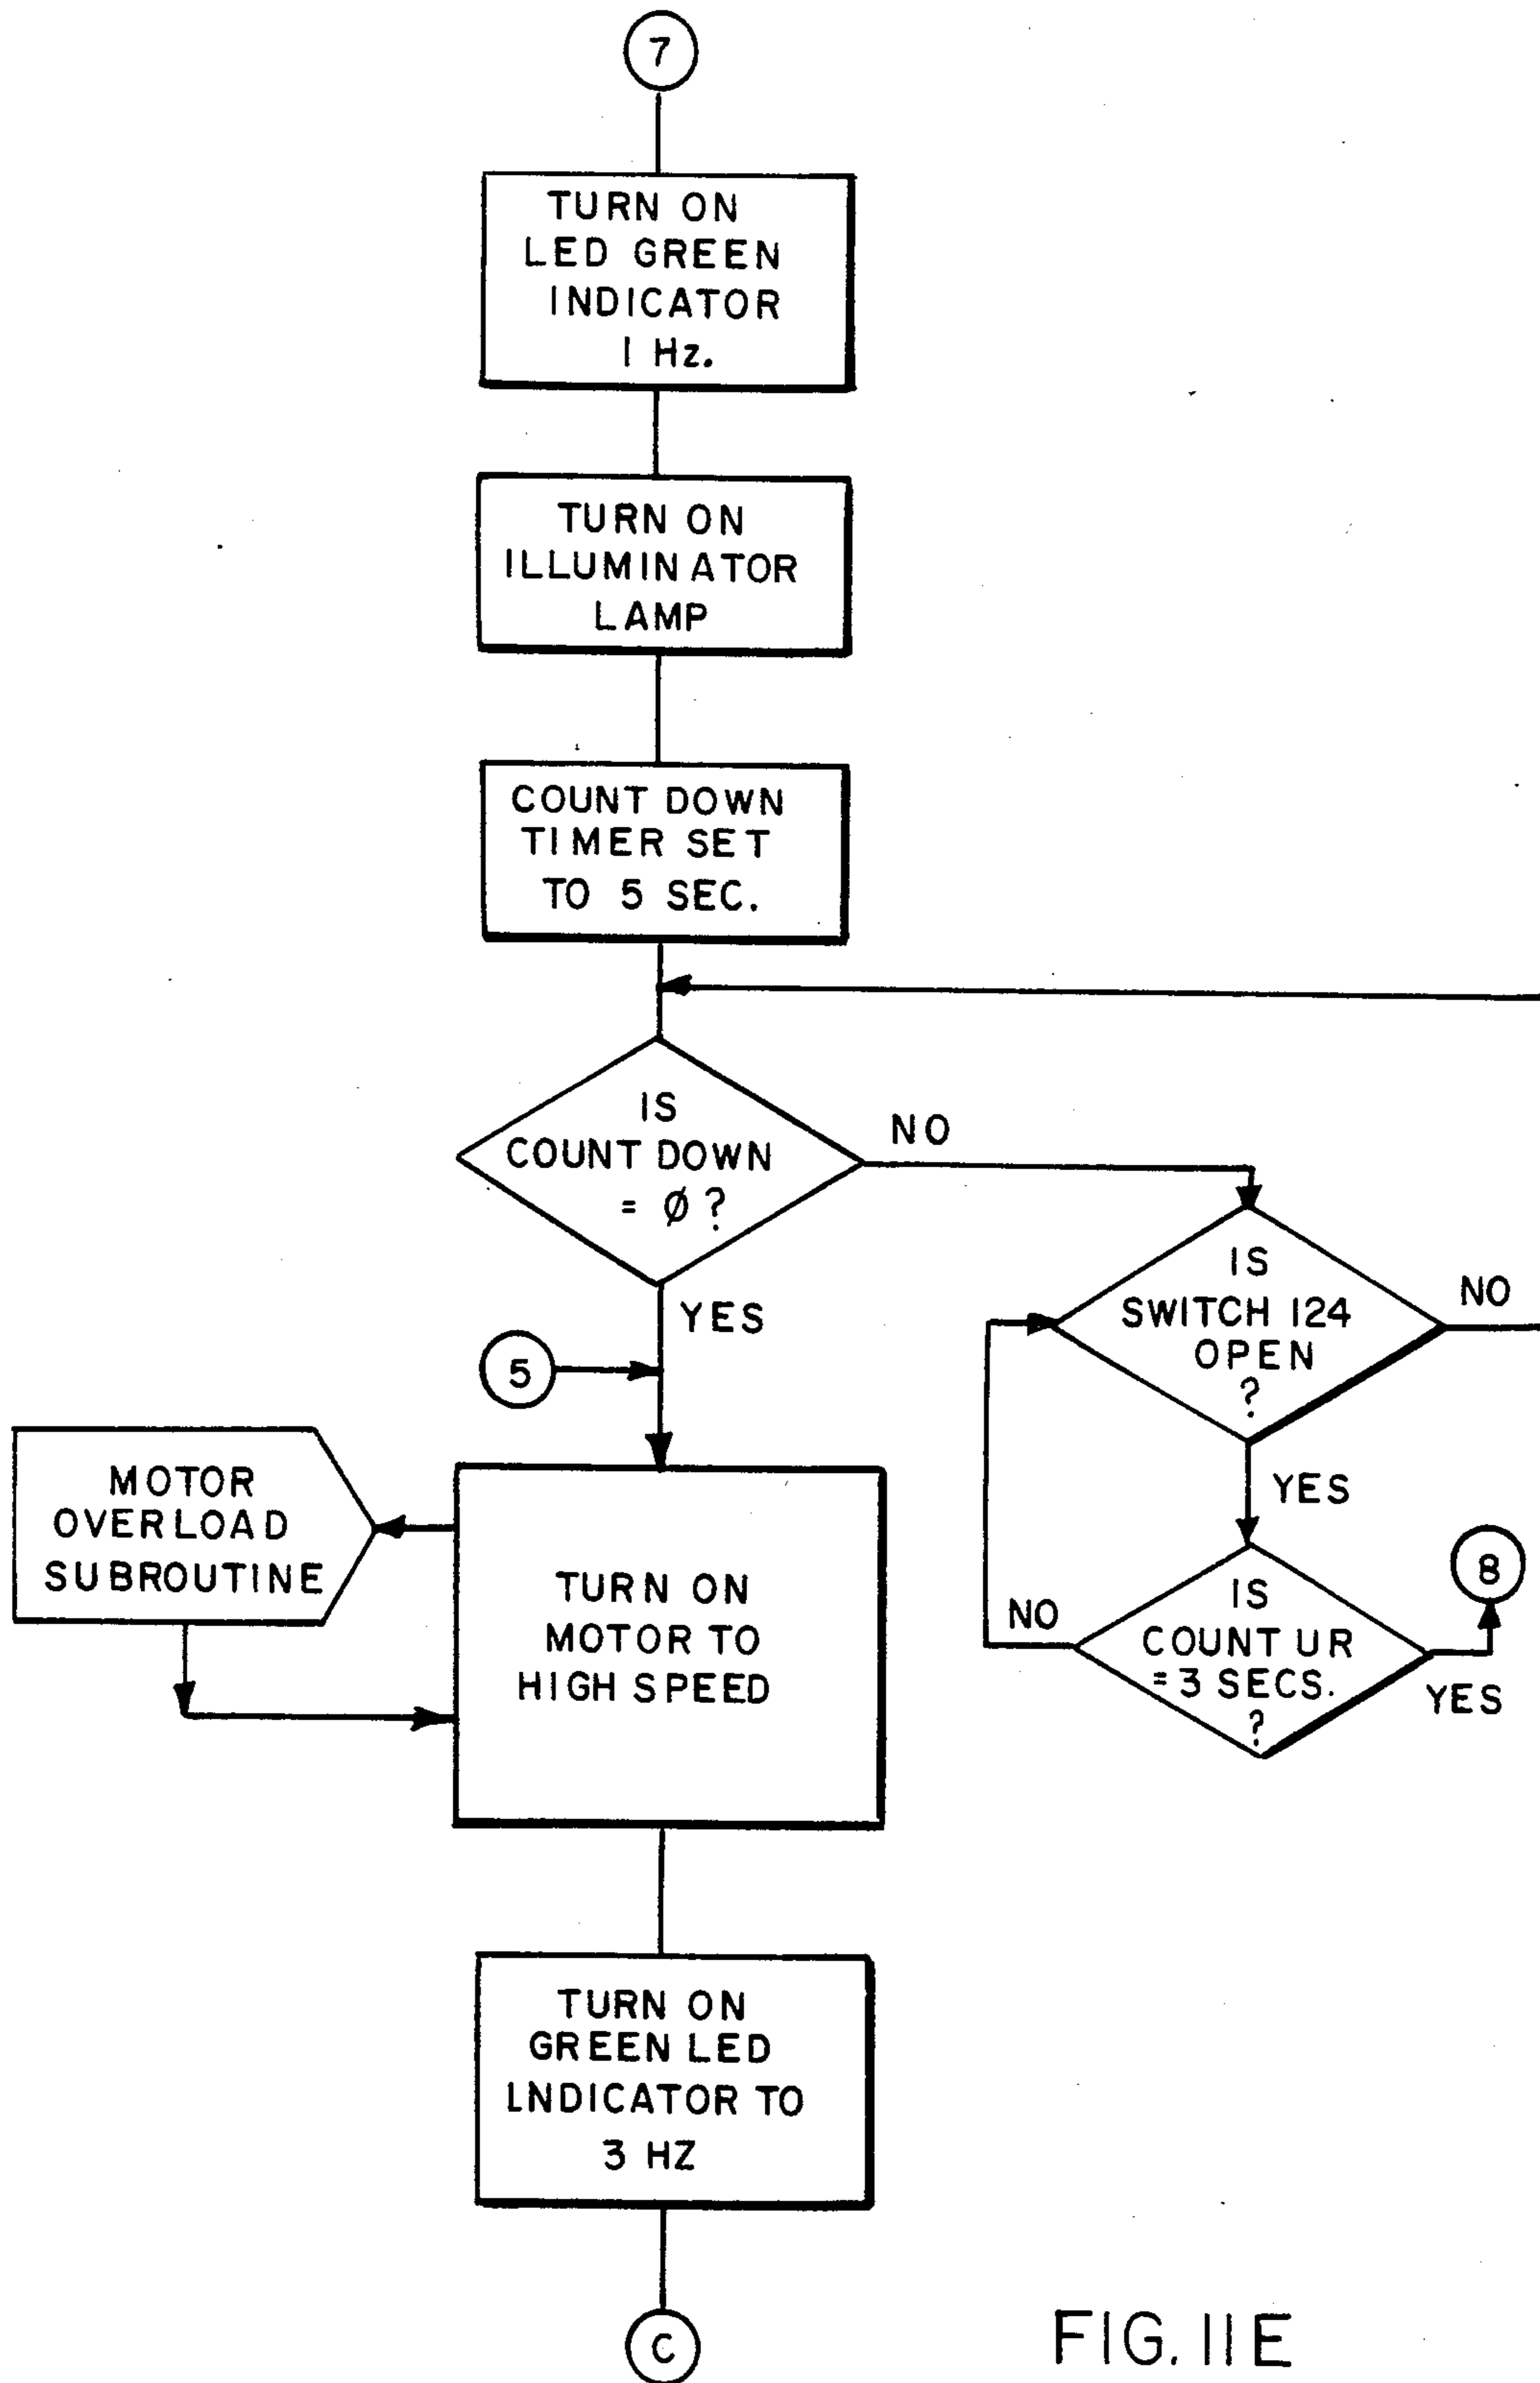 7
TURN ON
LED GREEN
INDICATOR
1 Hz.
TURN ON
ILLUMINATOR
LAMP
COUNT DOWN
TIMER SET
TO 5 SEC.
IS
COUNT DOWN
= Ø ?
NO
YES
IS
SWITCH 124
OPEN
?
NO
YES
5
MOTOR
OVERLOAD
SUBROUTINE
TURN ON
MOTOR TO
HIGH SPEED
IS
COUNT UR
= 3 SECS.
?
NO
YES
8
TURN ON
GREEN LED
LNDICATOR TO
3 HZ
C
FIG. 11E